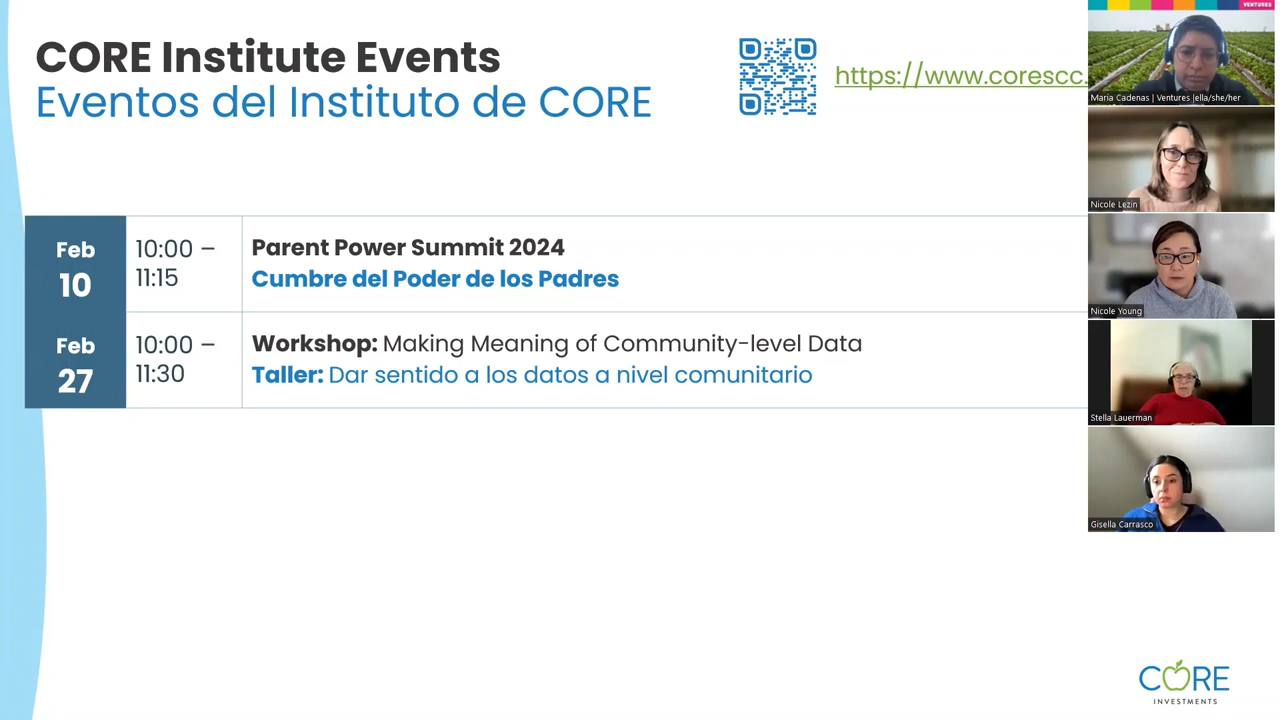 CORE Institute Events
Eventos del Instituto de CORE
https://www.corescc.
Feb
10
10:00 –
11:15
Parent Power Summit 2024
Cumbre del Poder de los Padres
Feb
27
10:00 –
11:30
Workshop: Making Meaning of Community-level Data
Taller: Dar sentido a los datos a nivel comunitario
VENTURES
Maria Cadenas | Ventures |ella/she/her
Nicole Lezin
Nicole Young
Stella Lauerman
Gisella Carrasco
CORE
INVESTMENTS